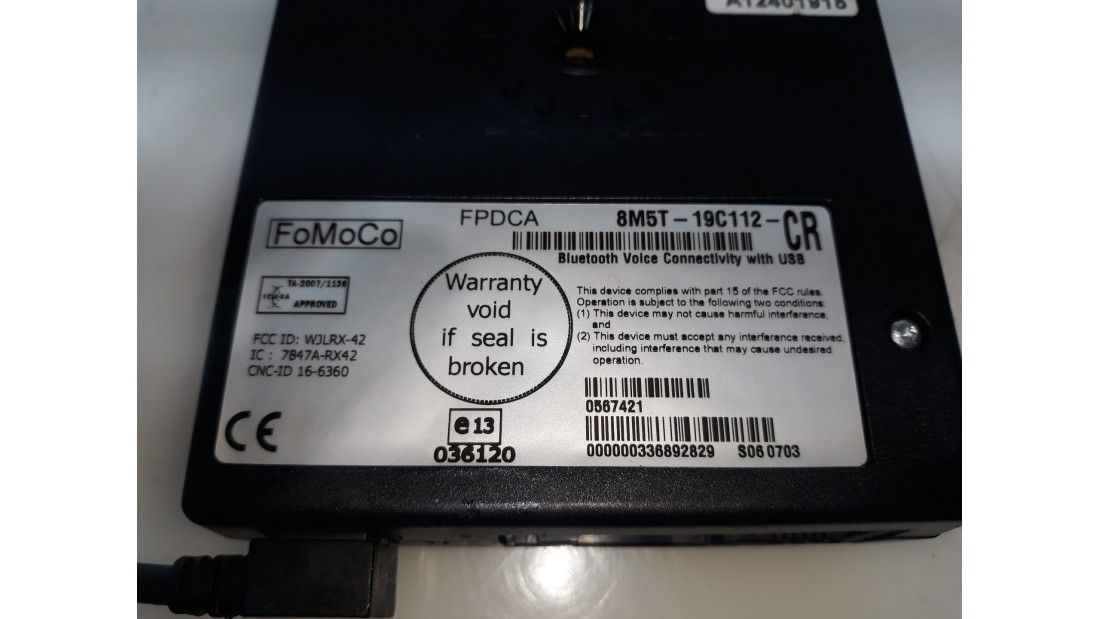 A12401916
FoMoCo
FPDCA
8M5T-19C112-CR
Bluetooth Voice Connectivity with USB
TA-2007/1136
APPROVED
FCC ID: WJLRX-42
IC : 7847A-RX42
CNC-ID 16-6360
Warranty
void
if seal is
broken
This device complies with part 15 of the FCC rules.
Operation is subject to the following two conditions:
(1) This device may not cause harmful interference,
and
(2) This device must accept any interference received,
including interference that may cause undesired
operation.
0567421
000000336892829 S06 0703
CE
e13
036120